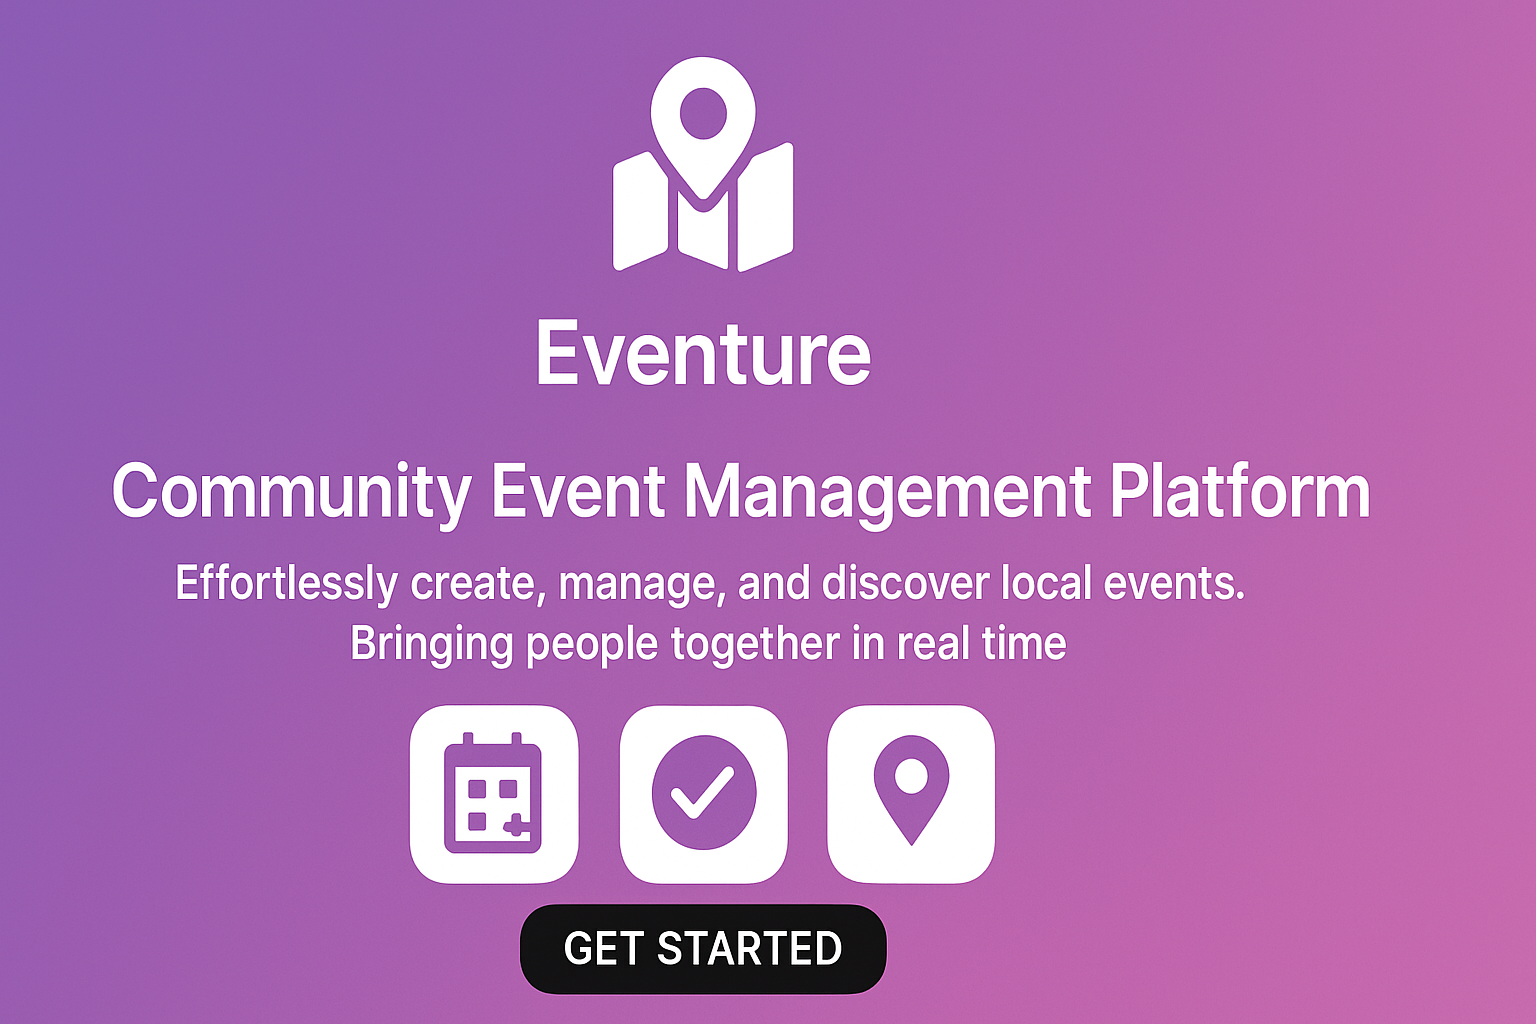 Eventure
Community Event Management Platform
Effortlessly create, manage, and discover local events.
Bringing people together in real time
GET STARTED